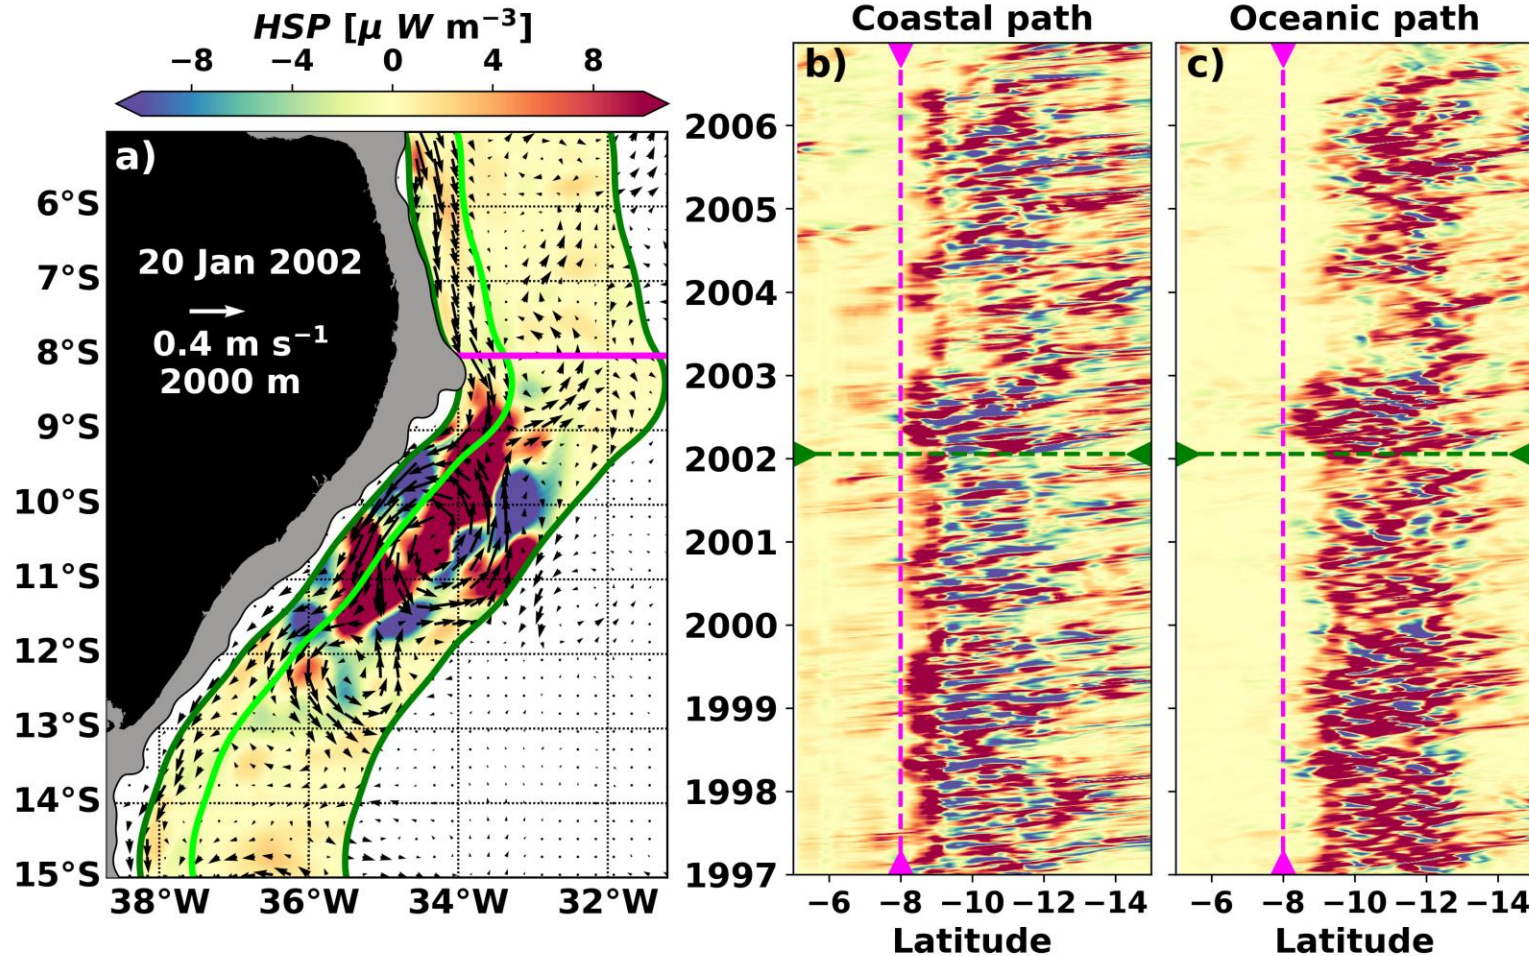 HSP [μ W m⁻³]
−8 −4 0 4 8
a)
20 Jan 2002
0.4 m s⁻¹
2000 m
6°S
7°S
8°S
9°S
10°S
11°S
12°S
13°S
14°S
15°S
38°W 36°W 34°W 32°W
Coastal path
b)
2006
2005
2004
2003
2002
2001
2000
1999
1998
1997
−6 −8 −10 −12 −14
Latitude
Oceanic path
c)
−6 −8 −10 −12 −14
Latitude